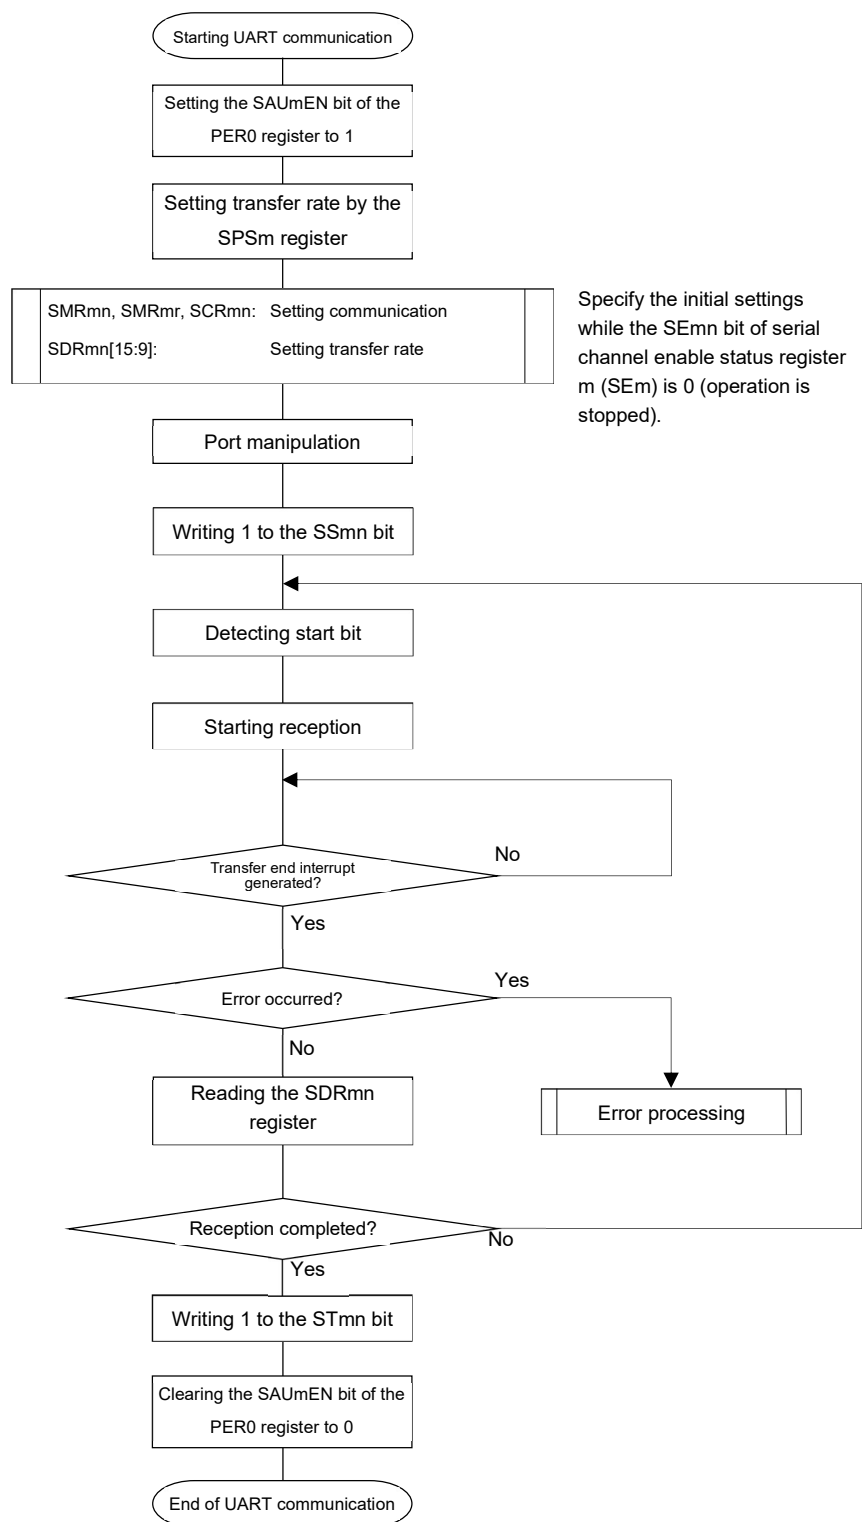 Starting UART communication
Setting the SAUmEN bit of the
PER0 register to 1
Setting transfer rate by the
SPSm register
SMRmn, SMRmr, SCRmn: Setting communication
SDRmn[15:9]: Setting transfer rate
Specify the initial settings
while the SEmn bit of serial
channel enable status register
m (SEm) is 0 (operation is
stopped).
Port manipulation
Writing 1 to the SSmn bit
Detecting start bit
Starting reception
Transfer end interrupt
generated?
No
Yes
Error occurred?
Yes
No
Reading the SDRmn
register
Error processing
Reception completed?
No
Yes
Writing 1 to the STmn bit
Clearing the SAUmEN bit of the
PER0 register to 0
End of UART communication